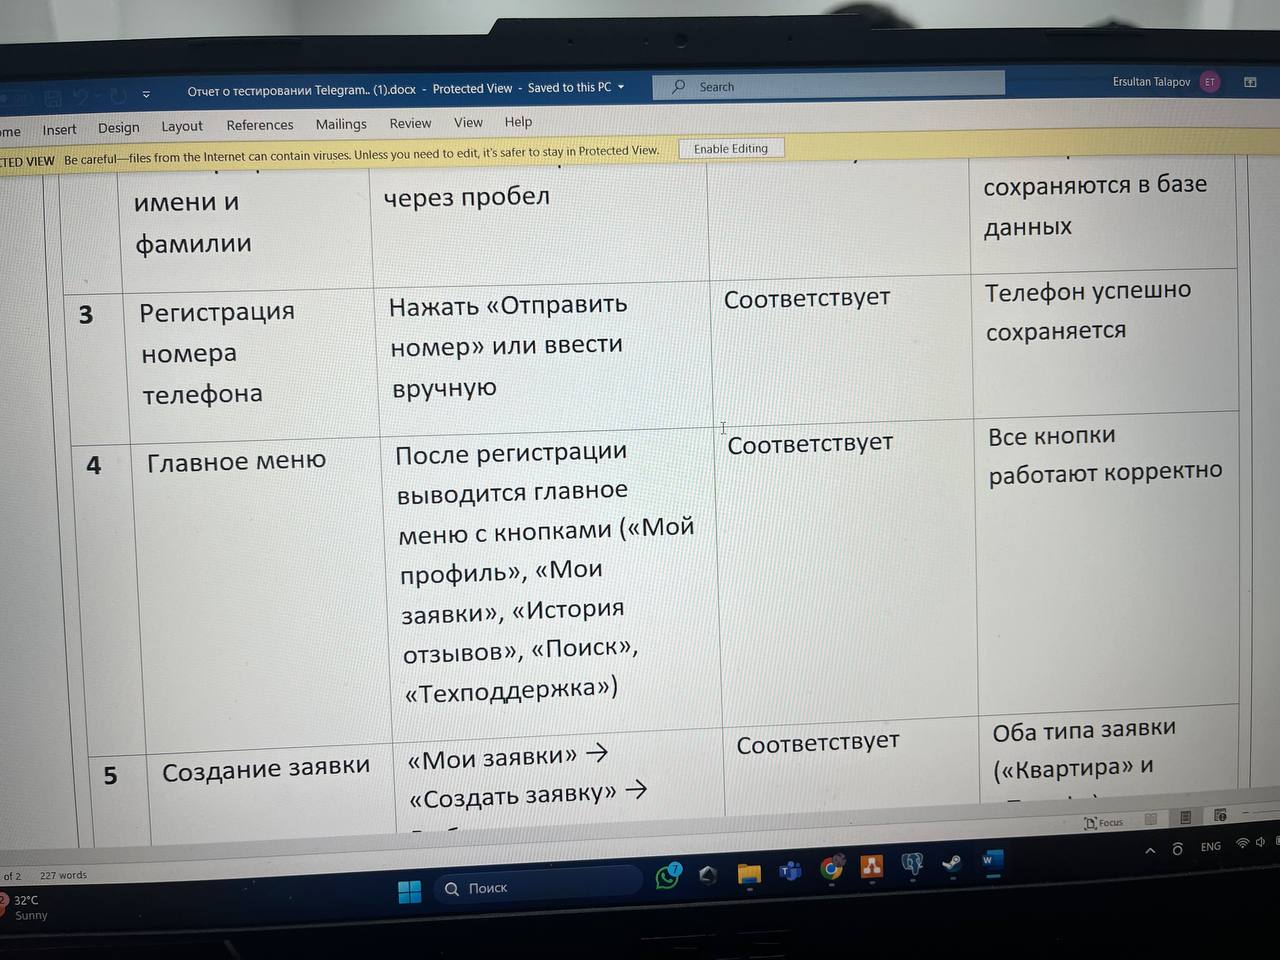 Отчет о тестировании Telegram.. (1).docx - Protected View - Saved to this PC
Search
Ersultan Talapov
ET
ome Insert Design Layout References Mailings Review View Help
CTED VIEW Be careful—files from the Internet can contain viruses. Unless you need to edit, it's safer to stay in Protected View.
Enable Editing
имени и
фамилии
через пробел
сохраняются в базе
данных
3
Регистрация
номера
телефона
Нажать «Отправить
номер» или ввести
вручную
Соответствует
Телефон успешно
сохраняется
4
Главное меню
После регистрации
выводится главное
меню с кнопками («Мой
профиль», «Мои
заявки», «История
отзывов», «Поиск»,
«Техподдержка»)
Соответствует
Все кнопки
работают корректно
5
Создание заявки
«Мои заявки» →
«Создать заявку» →
Соответствует
Оба типа заявки
(«Квартира» и
Focus
of 2 227 words
32°C
Sunny
Поиск
7
ENG